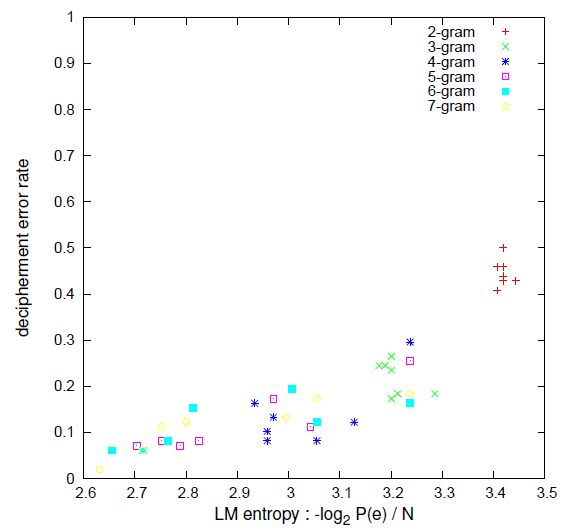 1
0.9
0.8
0.7
0.6
0.5
0.4
0.3
0.2
0.1
0
2.6 2.7 2.8 2.9 3 3.1 3.2 3.3 3.4 3.5
decipherment error rate
LM entropy : -log2 P(e) / N
2-gram
3-gram
4-gram
5-gram
6-gram
7-gram